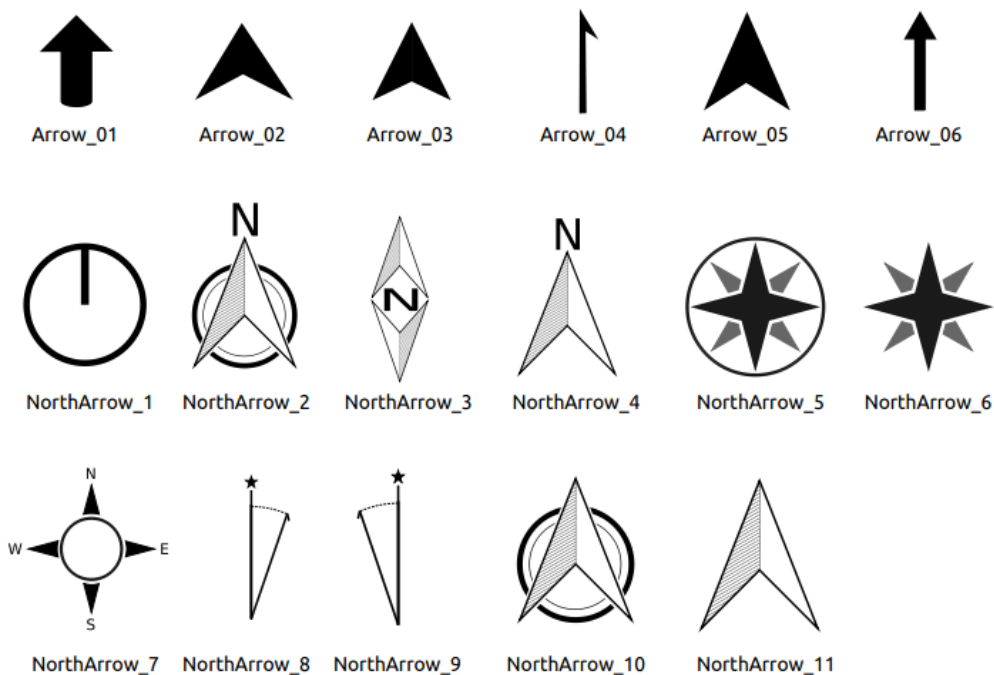 Arrow_01 Arrow_02 Arrow_03 Arrow_04 Arrow_05 Arrow_06
N N
N
NorthArrow_1 NorthArrow_2 NorthArrow_3 NorthArrow_4 NorthArrow_5 NorthArrow_6
N
W E
S
NorthArrow_7 NorthArrow_8 NorthArrow_9 NorthArrow_10 NorthArrow_11